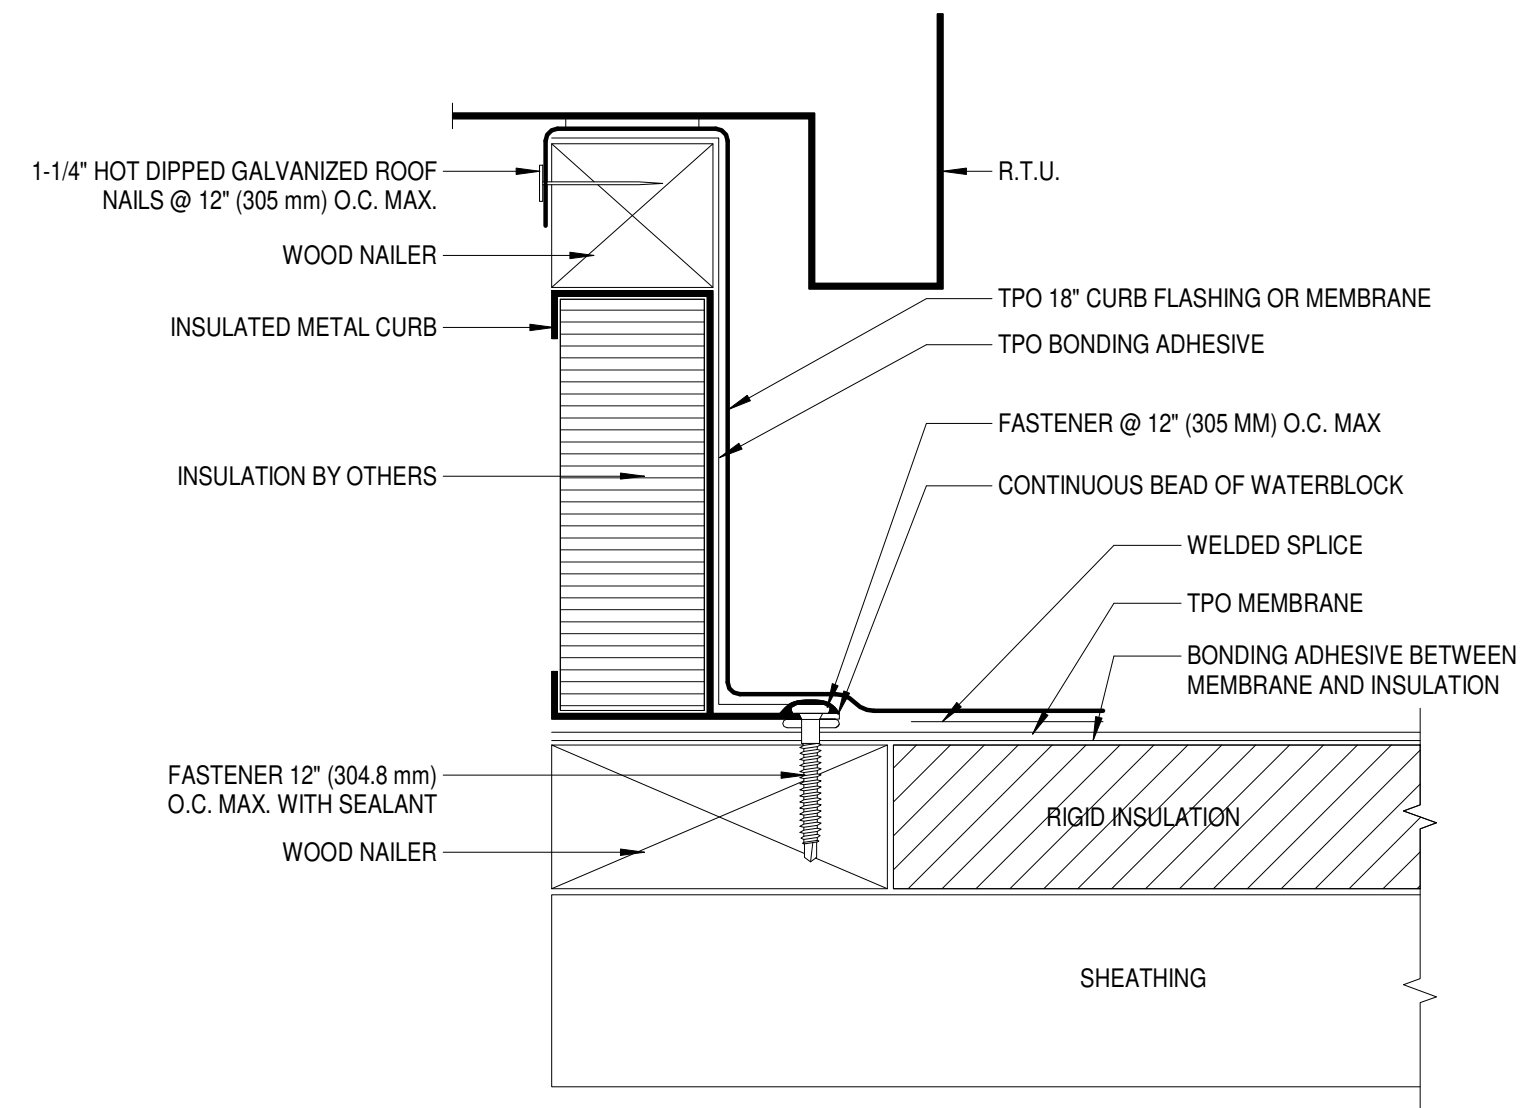 1-1/4" HOT DIPPED GALVANIZED ROOF
NAILS @ 12" (305 mm) O.C. MAX.
WOOD NAILER
INSULATED METAL CURB
INSULATION BY OTHERS
FASTENER 12" (304.8 mm)
O.C. MAX. WITH SEALANT
WOOD NAILER
R.T.U.
TPO 18" CURB FLASHING OR MEMBRANE
TPO BONDING ADHESIVE
FASTENER @ 12" (305 MM) O.C. MAX
CONTINUOUS BEAD OF WATERBLOCK
WELDED SPLICE
TPO MEMBRANE
BONDING ADHESIVE BETWEEN
MEMBRANE AND INSULATION
RIGID INSULATION
SHEATHING